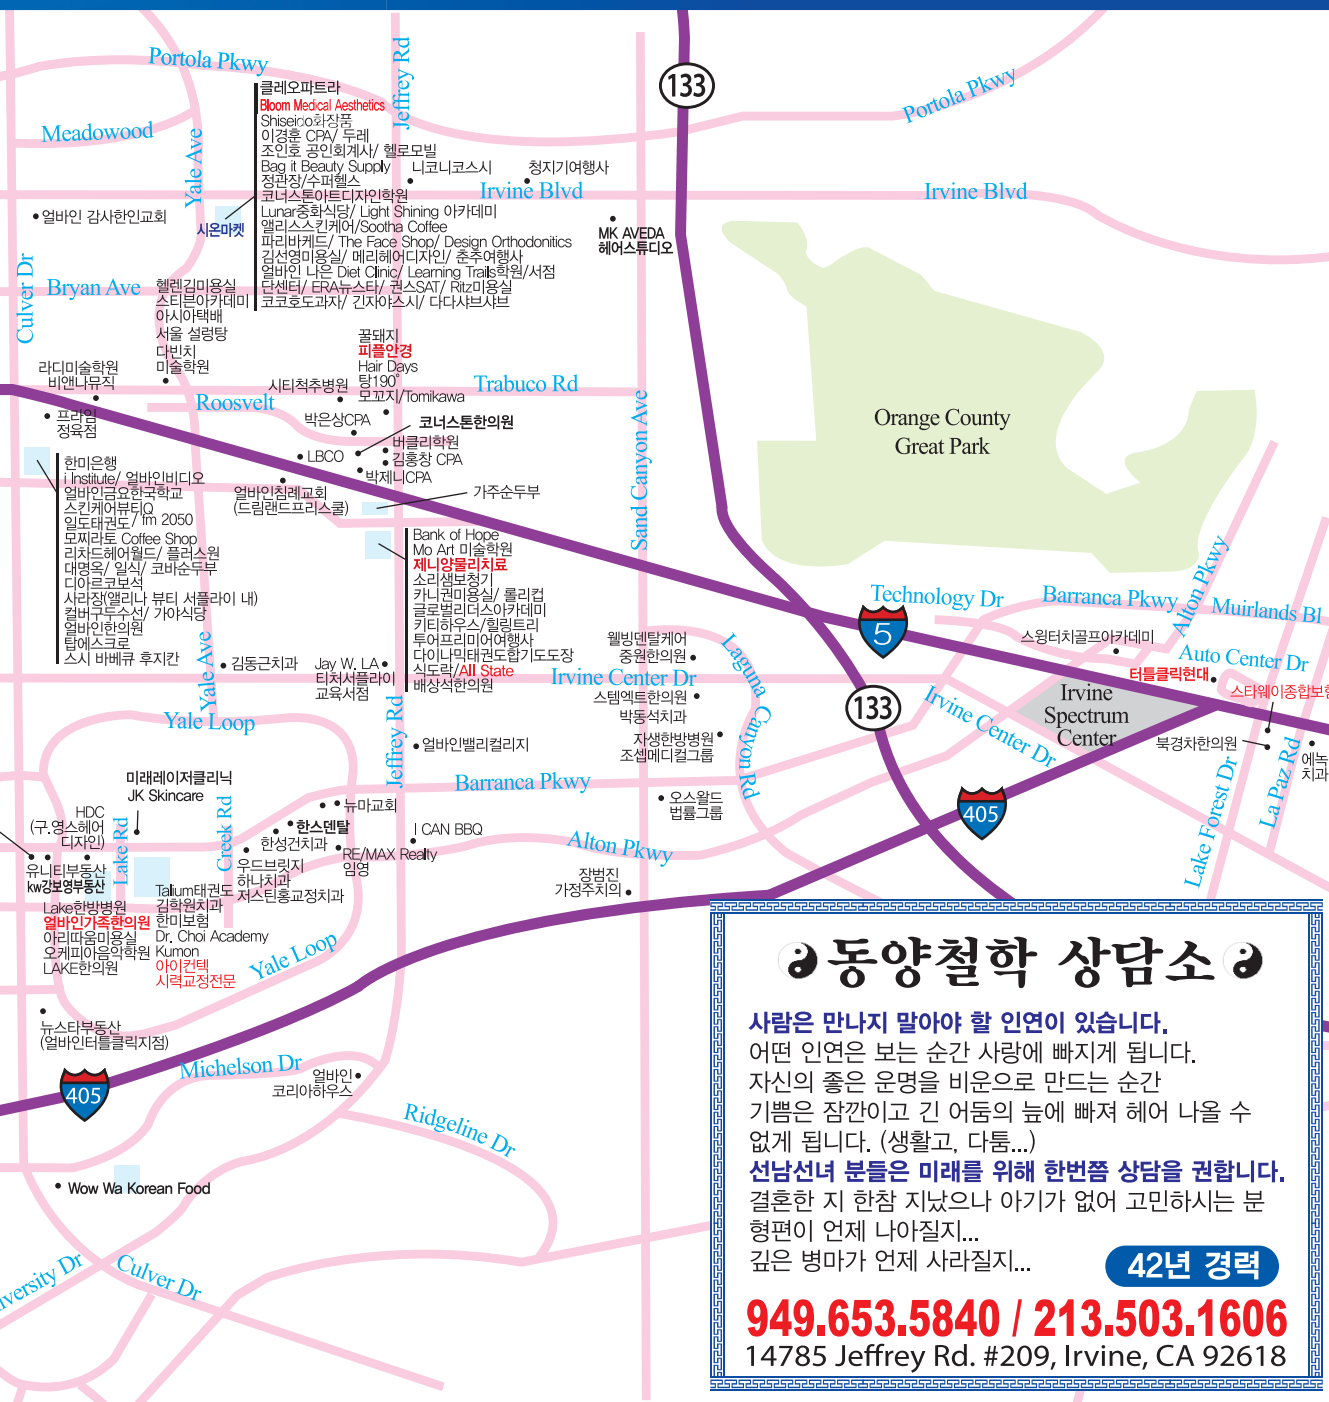 Portola Pkwy
Jeffrey Rd
133
Portola Pkwy
Meadowood
Yale Ave
클레오파트라
Bloom Medical Aesthetics
Shiseido화장품
이경훈 CPA/ 두레
조인호 공인회계사/ 헬로모빌
Bag it Beauty Supply
정관장/수퍼헬스
코너스톤아트디자인학원
Lunar중화식당/ Light Shining 아카데미
앨리스스킨케어/Sootha Coffee
파리바게드/ The Face Shop/ Design Orthodonitics
김선영미용실/ 메리헤어디자인/ 춘추여행사
얼바인 나은 Diet Clinic/ Learning Trails학원/서점
단센터/ ERA뉴스타/ 권스SAT/ Ritz미용실
코코호도과자/ 긴자야스시/ 다다샤브샤브
니코니코스시
청지기여행사
Irvine Blvd
Irvine Blvd
얼바인 감사한인교회
시온마켓
MK AVEDA
헤어스튜디오
Culver Dr
Bryan Ave
헬렌김미용실
스티븐아카데미
아시아택배
서울 설렁탕
다빈치
미술학원
꿀돼지
피플안경
Hair Days
탕190°
모꼬지/Tomikawa
라디미술학원
비앤나뮤직
시티척추병원
Trabuco Rd
Roosvelt
프라임
정육점
박은상CPA
코너스톤한의원
버클리학원
LBCO
김홍창 CPA
박제니CPA
Sand Canyon Ave
Orange County
Great Park
한미은행
i Institute/ 얼바인비디오
얼바인금요한국학교
스킨케어뷰티Q
일도태권도/ fm 2050
모찌라토 Coffee Shop
리차드헤어월드/ 플러스원
대명옥/ 일식/ 코바순두부
디아르코보석
사라장(앨리나 뷰티 서플라이 내)
컬버구두수선/ 가야식당
얼바인한의원
탑에스크로
스시 바베큐 후지칸
얼바인침례교회
(드림랜드프리스쿨)
가주순두부
Bank of Hope
Mo Art 미술학원
제니양물리치료
소리샘보청기
카니권미용실/ 롤리컵
글로벌리더스아카데미
키티하우스/힐링트리
투어프리미어여행사
다이나믹태권도합기도도장
식도락/All State
배상석한의원
Technology Dr
5
Barranca Pkwy
Alton Pkwy
Muirlands Bl
스윙터치골프아카데미
Auto Center Dr
터틀클릭현대
스타웨이종합보험
Yale Ave
김동근치과
Jay W. LA
티쳐서플라이
교육서점
웰빙덴탈케어
중원한의원
Irvine Center Dr
스템엑트한의원
박동석치과
자생한방병원
조셉메디컬그룹
Laguna Canyon Rd
133
Irvine Center Dr
Irvine
Spectrum
Center
북경차한의원
에녹
치과
Yale Loop
Jeffrey Rd
얼바인밸리컬리지
Barranca Pkwy
오스왈드
법률그룹
405
Lake Forest Dr
La Paz Rd
미래레이저클리닉
JK Skincare
HDC
(구.영스헤어
디자인)
Lake Rd
Creek Rd
뉴마교회
한스덴탈
한성건치과
I CAN BBQ
RE/MAX Realty
임영
Alton Pkwy
유니티부동산
kw강보영부동산
우드브릿지
하나치과
저스틴홍교정치과
장범진
가정주치의
Lake한방병원
얼바인가족한의원
아리따움미용실
오케피아음악학원
LAKE한의원
Talium태권도
김학원치과
한미보험
Dr. Choi Academy
Kumon
아이컨텍
시력교정전문
Yale Loop
뉴스타부동산
(얼바인터틀클릭지점)
405
Michelson Dr
얼바인
코리아하우스
Ridgeline Dr
Wow Wa Korean Food
iversity Dr
Culver Dr
동양철학 상담소
사람은 만나지 말아야 할 인연이 있습니다.
어떤 인연은 보는 순간 사랑에 빠지게 됩니다.
자신의 좋은 운명을 비운으로 만드는 순간
기쁨은 잠깐이고 긴 어둠의 늪에 빠져 헤어 나올 수
없게 됩니다. (생활고, 다툼...)
선남선녀 분들은 미래를 위해 한번쯤 상담을 권합니다.
결혼한 지 한참 지났으나 아기가 없어 고민하시는 분
형편이 언제 나아질지...
깊은 병마가 언제 사라질지...
42년 경력
949.653.5840 / 213.503.1606
14785 Jeffrey Rd. #209, Irvine, CA 92618